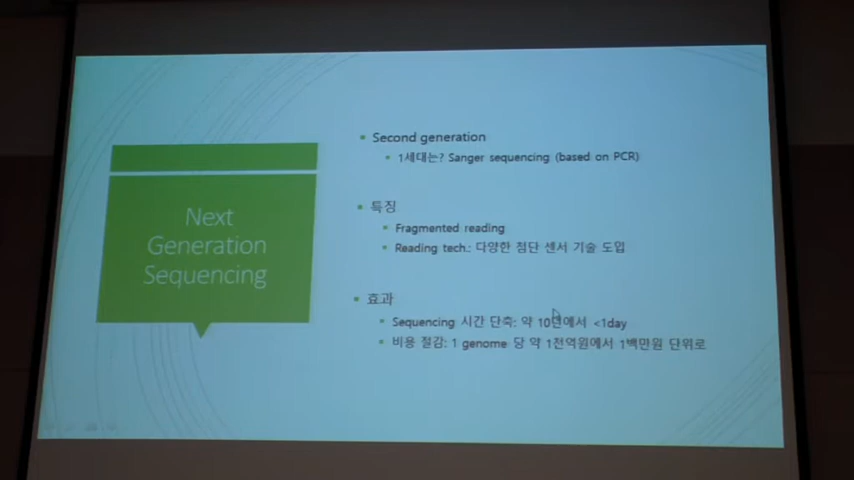 Next
Generation
Sequencing
Second generation
1세대는? Sanger sequencing (based on PCR)
특징
Fragmented reading
Reading tech.: 다양한 첨단 센서 기술 도입
효과
Sequencing 시간 단축: 약 10년에서 <1day
비용 절감: 1 genome 당 약 1천억원에서 1백만원 단위로